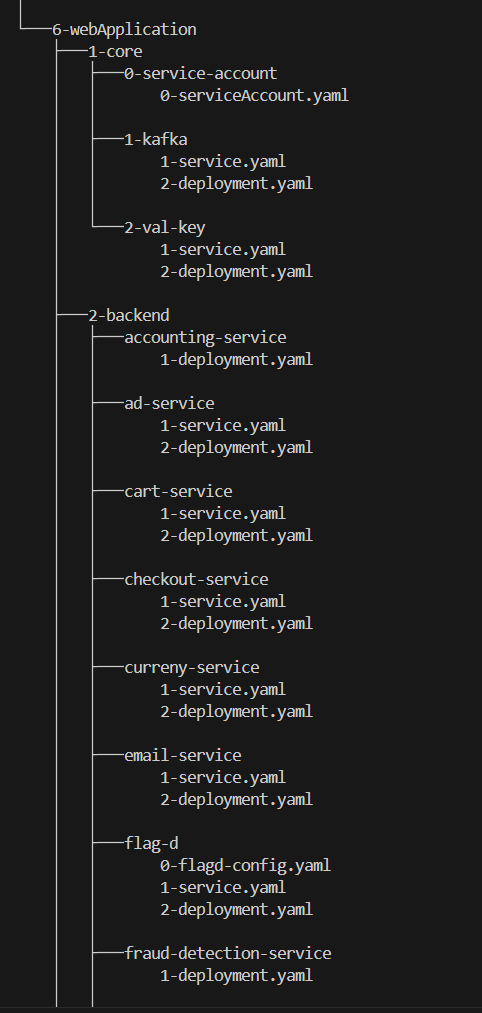 6-webApplication
1-core
0-service-account
0-serviceAccount.yaml
1-kafka
1-service.yaml
2-deployment.yaml
2-val-key
1-service.yaml
2-deployment.yaml
2-backend
accounting-service
1-deployment.yaml
ad-service
1-service.yaml
2-deployment.yaml
cart-service
1-service.yaml
2-deployment.yaml
checkout-service
1-service.yaml
2-deployment.yaml
curreny-service
1-service.yaml
2-deployment.yaml
email-service
1-service.yaml
2-deployment.yaml
flag-d
0-flagd-config.yaml
1-service.yaml
2-deployment.yaml
fraud-detection-service
1-deployment.yaml